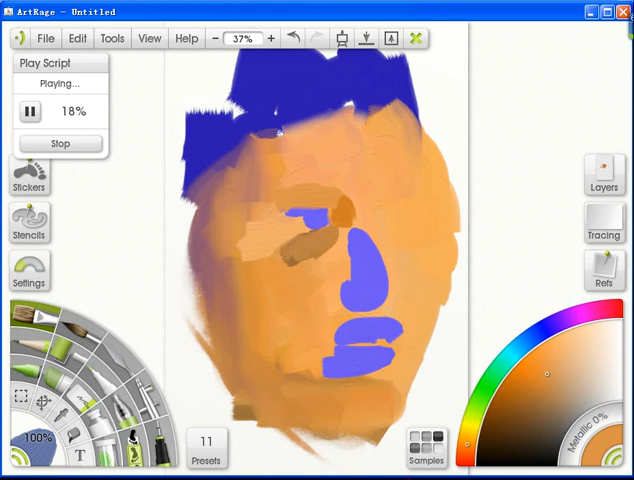 ArtRage - Untitled
File Edit Tools View Help − 37% +
Play Script
Playing...
18%
Stop
Stickers
Layers
Stencils
Tracing
Settings
Refs
Metallic 0%
100%
T
11
Presets
Samples